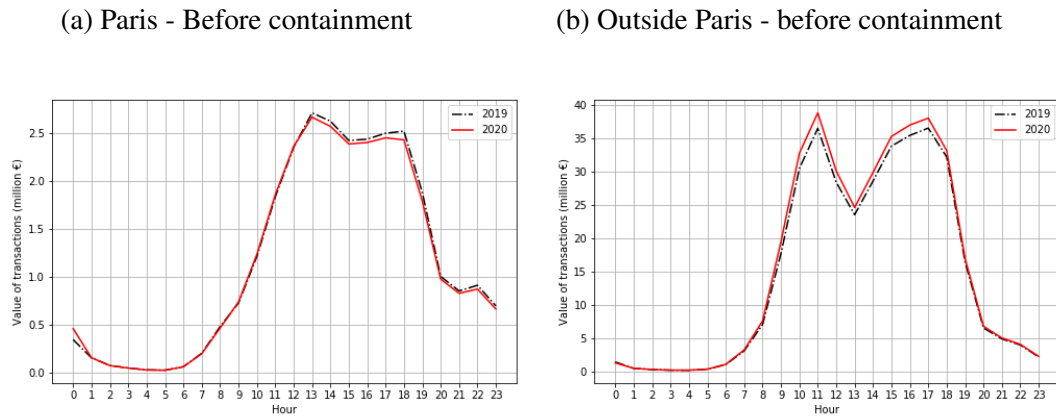 (a) Paris - Before containment
(b) Outside Paris - before containment
Value of transactions (million €)
2.5
2.0
1.5
1.0
0.5
0.0
2019
2020
0 1 2 3 4 5 6 7 8 9 10 11 12 13 14 15 16 17 18 19 20 21 22 23
Hour
Value of transactions (million €)
40
35
30
25
20
15
10
5
0
2019
2020
0 1 2 3 4 5 6 7 8 9 10 11 12 13 14 15 16 17 18 19 20 21 22 23
Hour